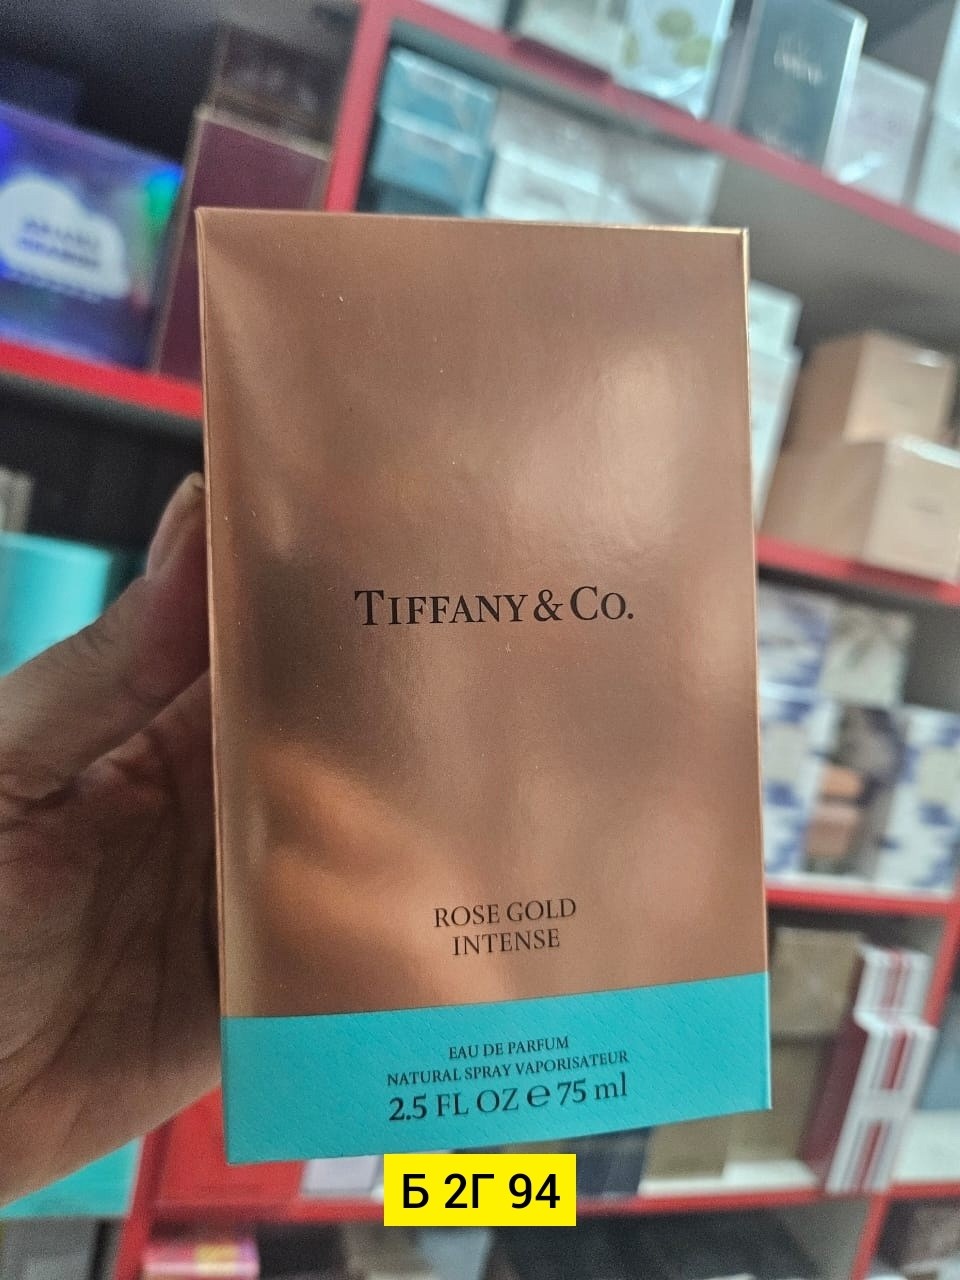 TIFFANY & CO.
ROSE GOLD
INTENSE
EAU DE PARFUM
NATURAL SPRAY VAPORISATEUR
2.5 FL OZ ℮ 75 ml
Б 2Г 94